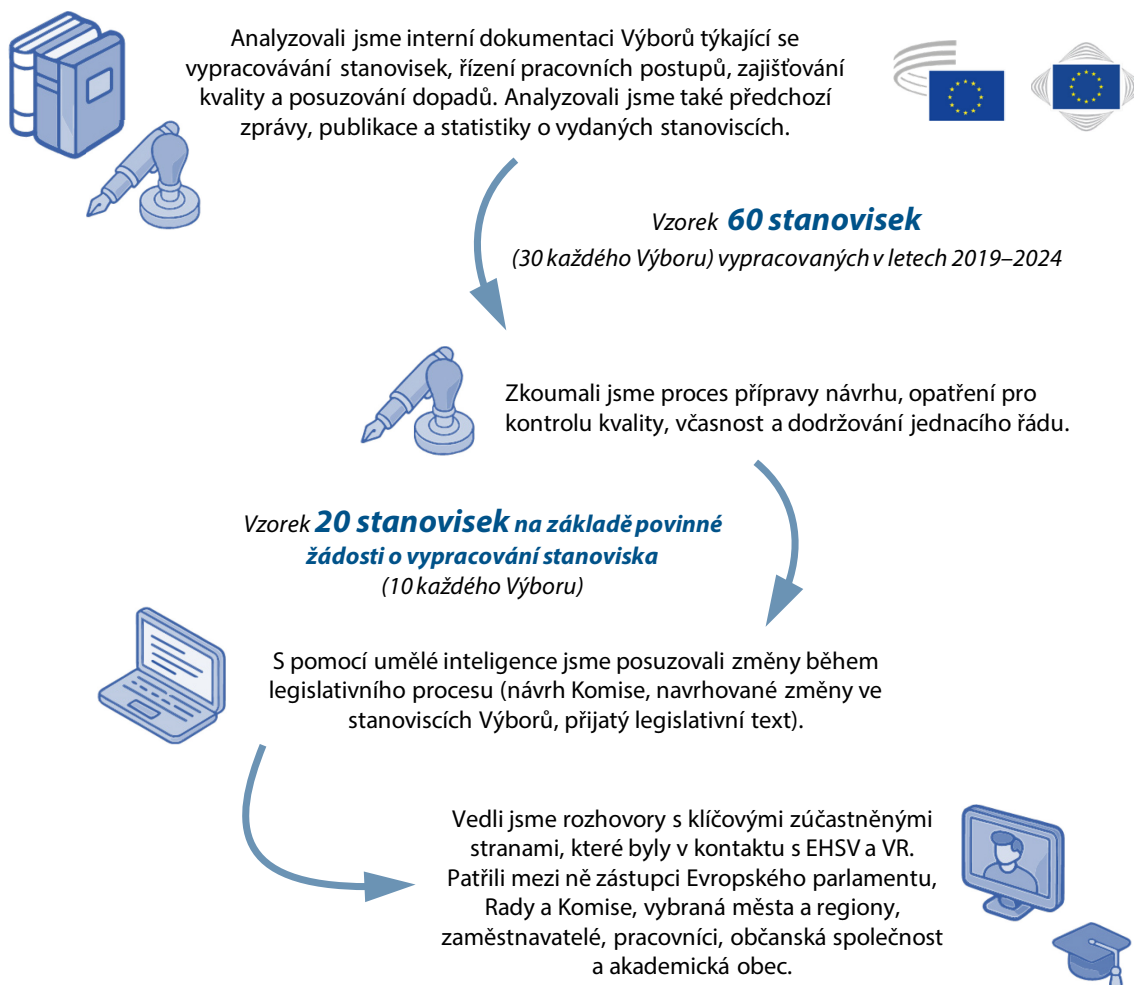 Analyzovali jsme interní dokumentaci Výborů týkající se
vypracovávání stanovisek, řízení pracovních postupů, zajišťování
kvality a posuzování dopadů. Analyzovali jsme také předchozí
zprávy, publikace a statistiky o vydaných stanoviscích.
Vzorek 60 stanovisek
(30 každého Výboru) vypracovaných v letech 2019–2024
Zkoumali jsme proces přípravy návrhu, opatření pro
kontrolu kvality, včasnost a dodržování jednacího řádu.
Vzorek 20 stanovisek na základě povinné
žádosti o vypracování stanoviska
(10 každého Výboru)
S pomocí umělé inteligence jsme posuzovali změny během
legislativního procesu (návrh Komise, navrhované změny ve
stanoviscích Výborů, přijatý legislativní text).
Vedli jsme rozhovory s klíčovými zúčastněnými
stranami, které byly v kontaktu s EHSV a VR.
Patřili mezi ně zástupci Evropského parlamentu,
Rady a Komise, vybraná města a regiony,
zaměstnavatelé, pracovníci, občanská společnost
a akademická obec.